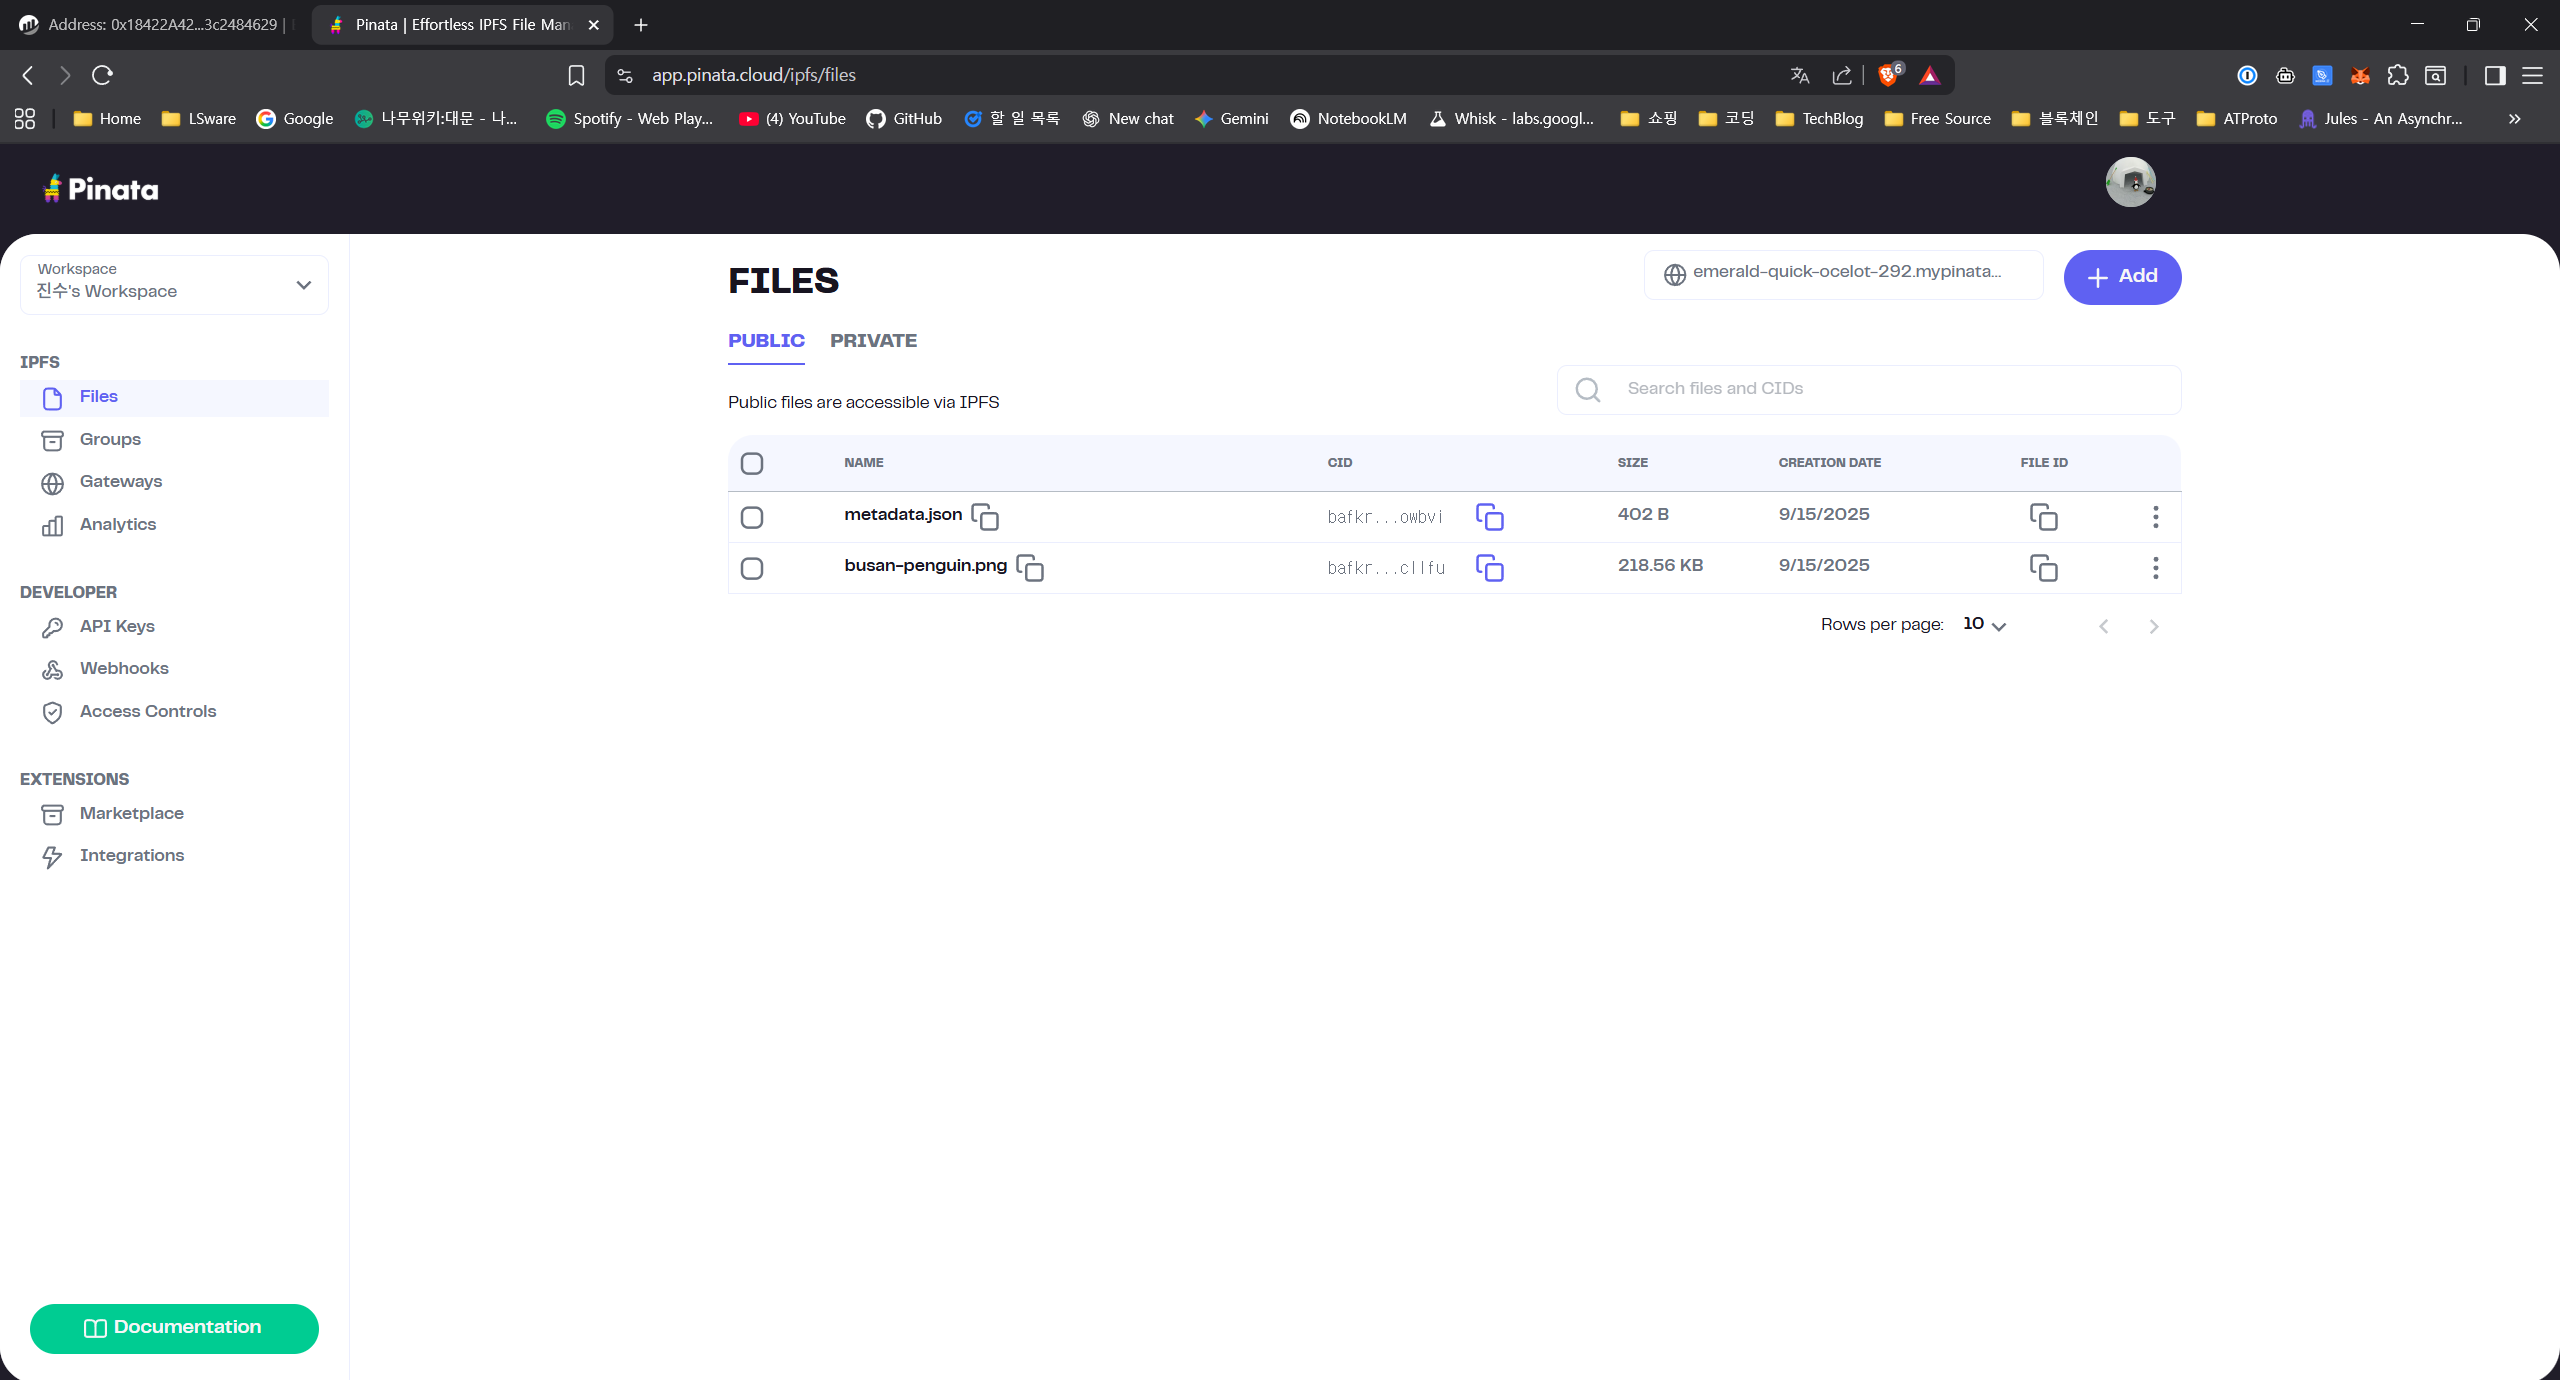 Address: 0x18422A42...3c2484629 |
Pinata | Effortless IPFS File Man
app.pinata.cloud/ipfs/files
6
Home
LSware
Google
나무위키:대문 - 나...
Spotify - Web Play...
(4) YouTube
GitHub
할 일 목록
New chat
Gemini
NotebookLM
Whisk - labs.googl...
쇼핑
코딩
TechBlog
Free Source
블록체인
도구
ATProto
Jules - An Asynchr...
Pinata
Workspace
진수's Workspace
IPFS
Files
Groups
Gateways
Analytics
DEVELOPER
API Keys
Webhooks
Access Controls
EXTENSIONS
Marketplace
Integrations
Documentation
FILES
emerald-quick-ocelot-292.mypinata...
Add
PUBLIC PRIVATE
Public files are accessible via IPFS
Search files and CIDs
NAME CID SIZE CREATION DATE FILE ID
metadata.json bafkr...owbvi 402 B 9/15/2025
busan-penguin.png bafkr...cllfu 218.56 KB 9/15/2025
Rows per page: 10